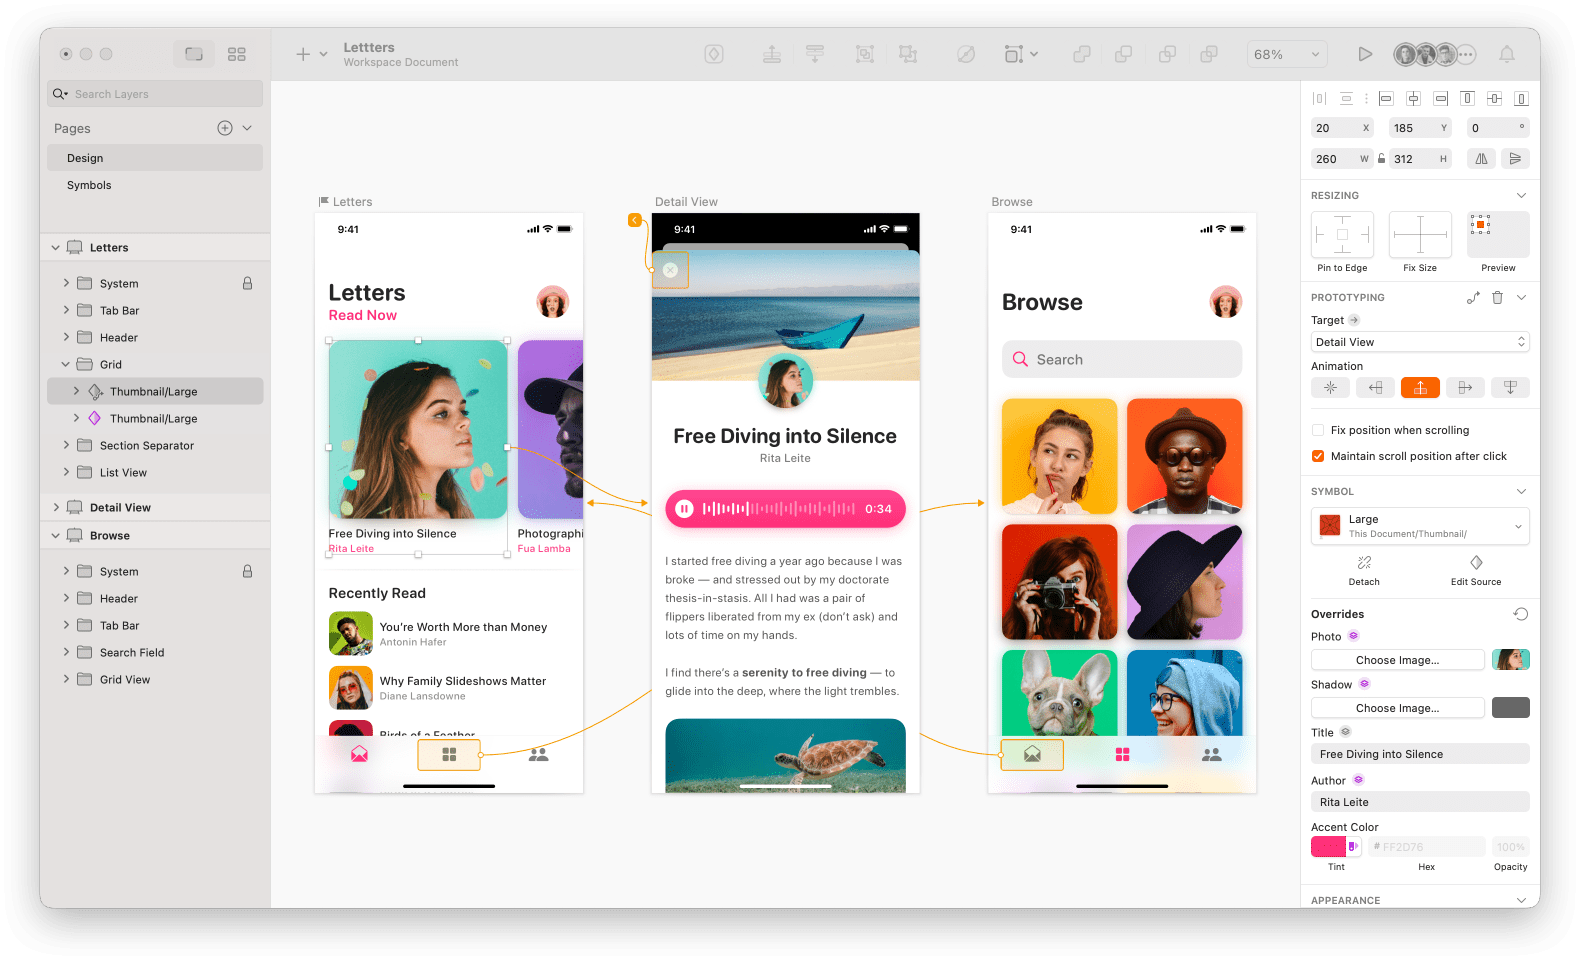 Lettters
Workspace Document
68%
Search Layers
Pages
Design
Symbols
Letters
System
Tab Bar
Header
Grid
Thumbnail/Large
Thumbnail/Large
Section Separator
List View
Detail View
Browse
System
Header
Tab Bar
Search Field
Grid View
Letters
9:41
Letters
Read Now
Free Diving into Silence
Rita Leite
Photographi
Fua Lamba
Recently Read
You’re Worth More than Money
Antonin Hafer
Why Family Slideshows Matter
Diane Lansdowne
Birds of a Feather
Detail View
9:41
Free Diving into Silence
Rita Leite
0:34
I started free diving a year ago because I was
broke — and stressed out by my doctorate
thesis-in-stasis. All I had was a pair of
flippers liberated from my ex (don’t ask) and
lots of time on my hands.
I find there’s a serenity to free diving — to
glide into the deep, where the light trembles.
Browse
9:41
Browse
Search
20 X 185 Y 0 °
260 W 312 H
RESIZING
Pin to Edge Fix Size Preview
PROTOTYPING
Target
Detail View
Animation
Fix position when scrolling
Maintain scroll position after click
SYMBOL
Large
This Document/Thumbnail/
Detach Edit Source
Overrides
Photo
Choose Image...
Shadow
Choose Image...
Title
Free Diving into Silence
Author
Rita Leite
Accent Color
# FF2D76 100%
Tint Hex Opacity
APPEARANCE